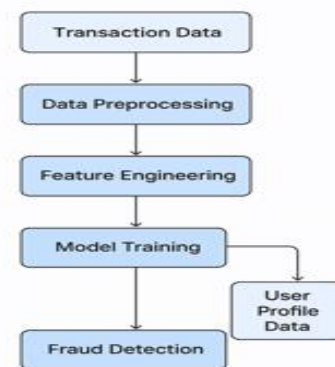 Transaction Data
Data Preprocessing
Feature Engineering
Model Training
User
Profile
Data
Fraud Detection